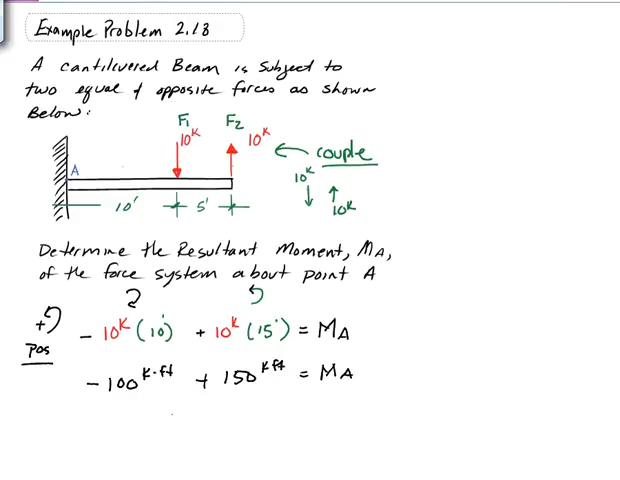 Example Problem 2.18
A cantilevered Beam is subject to
two equal & opposite forces as shown
Below:
F1 F2
10K 10K
couple
A
10K
10K
10' 5'
Determine the Resultant Moment, MA,
of the force system about point A
+
pos
- 10K (10') + 10K (15') = MA
- 100 K·ft + 150 K ft = MA